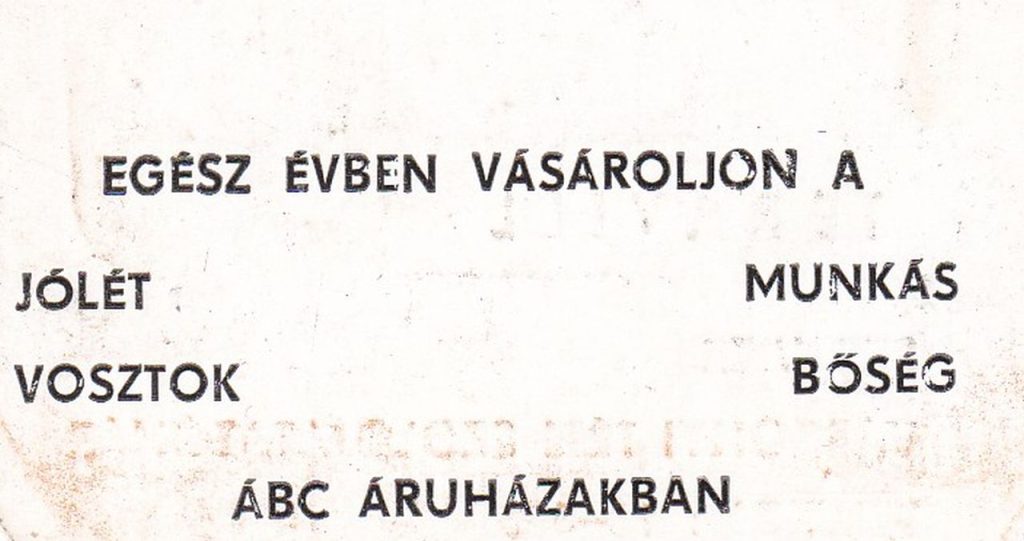 EGÉSZ ÉVBEN VÁSÁROLJON A
JÓLÉT MUNKÁS
VOSZTOK BŐSÉG
ÁBC ÁRUHÁZAKBAN